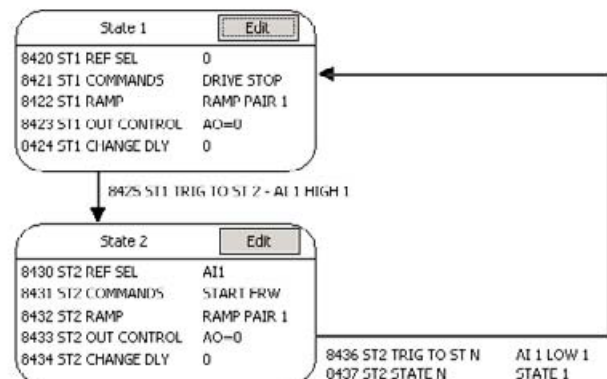 State 1 Edit
8420 ST1 REF SEL 0
8421 ST1 COMMANDS DRIVE STOP
8422 ST1 RAMP RAMP PAIR 1
8423 ST1 OUT CONTROL AO=0
8424 ST1 CHANGE DLY 0
8425 ST1 TRIG TO ST 2 - AI 1 HIGH 1
State 2 Edit
8430 ST2 REF SEL AI1
8431 ST2 COMMANDS START FRW
8432 ST2 RAMP RAMP PAIR 1
8433 ST2 OUT CONTROL AO=0
8434 ST2 CHANGE DLY 0
8436 ST2 TRIG TO ST N AI 1 LOW 1
8437 ST2 STATE N STATE 1